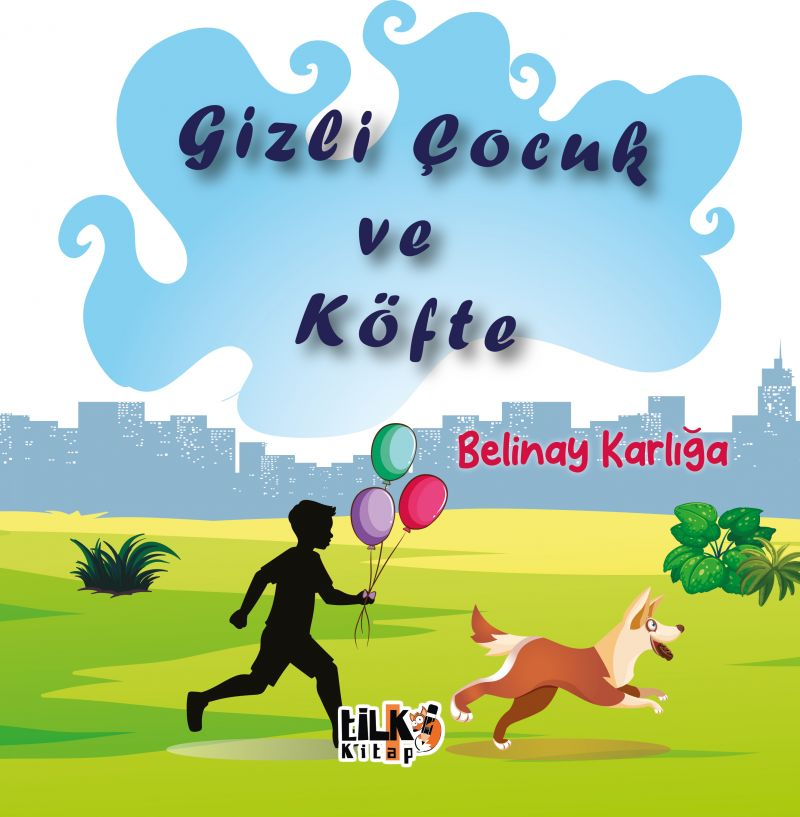 Gizli Çocuk
ve
Köfte
Belinay Karlığa
tiLKi
Kitap